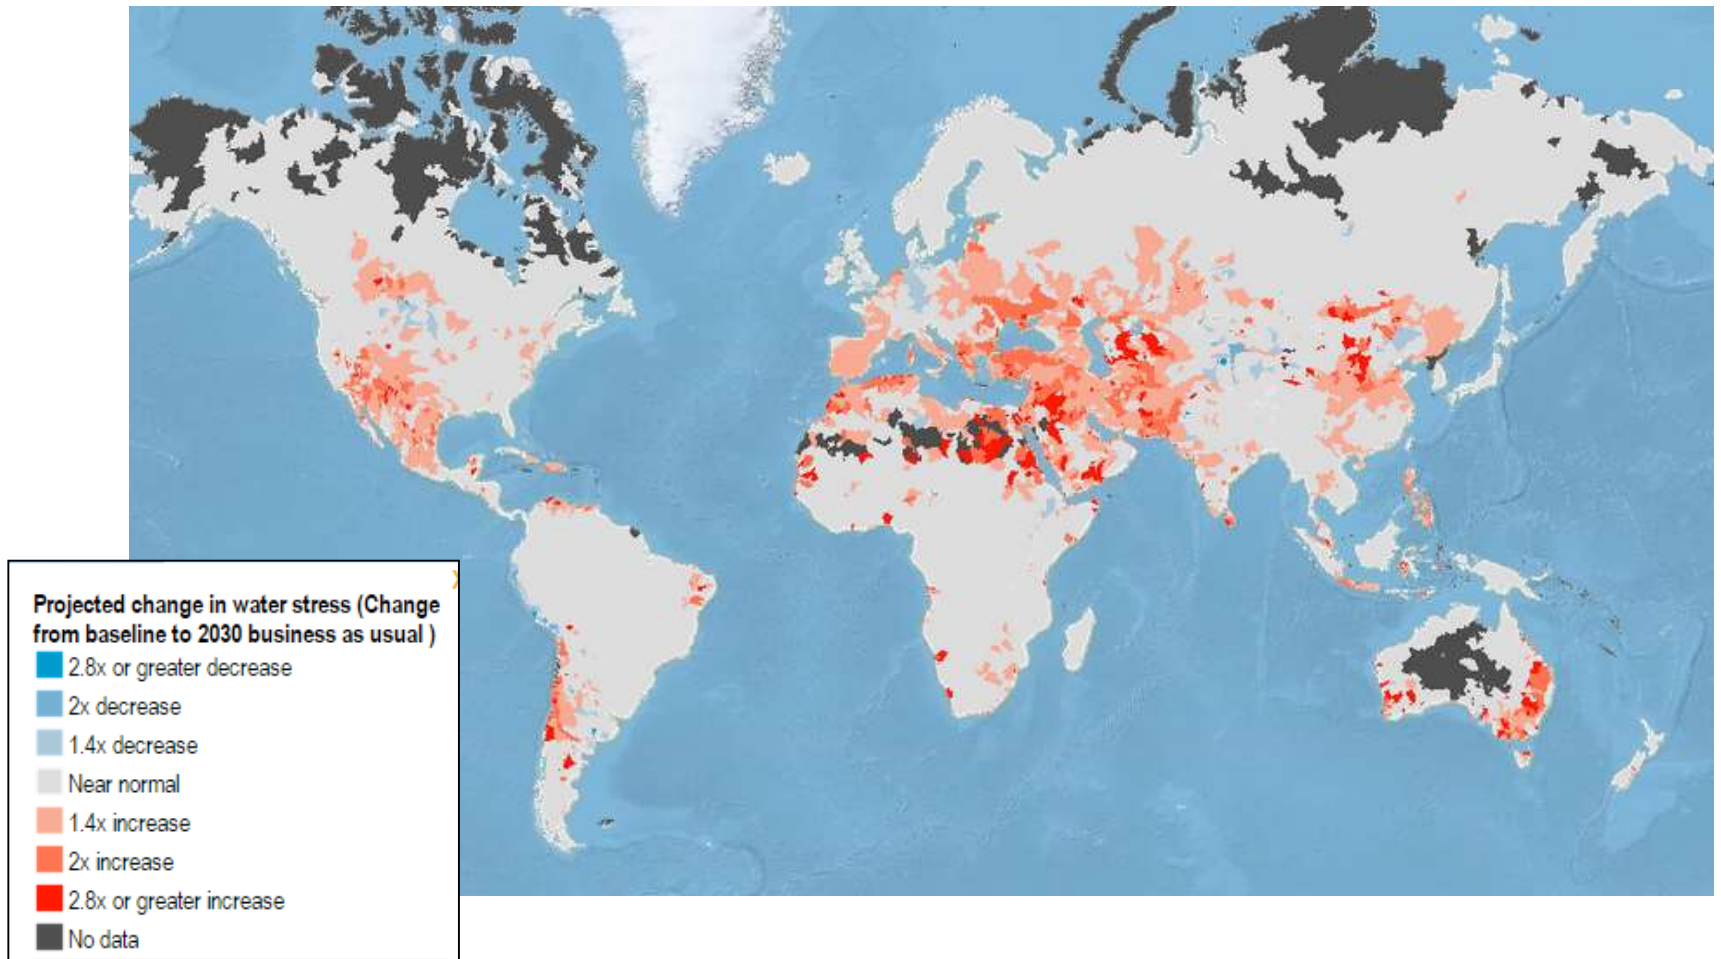 Projected change in water stress (Change
from baseline to 2030 business as usual )
2.8x or greater decrease
2x decrease
1.4x decrease
Near normal
1.4x increase
2x increase
2.8x or greater increase
No data